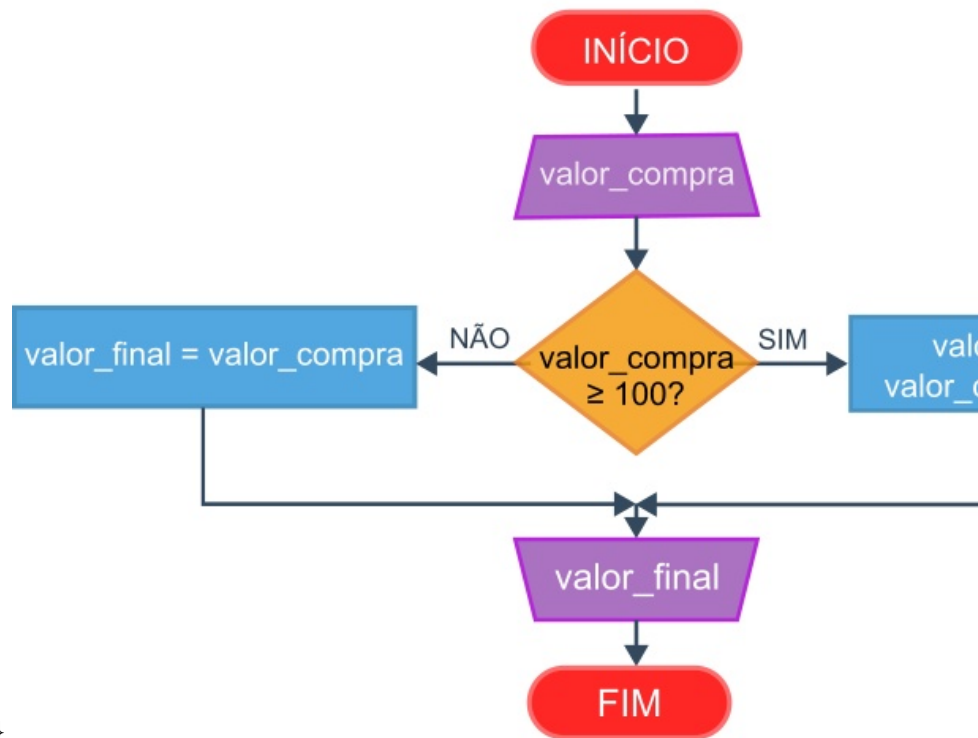 INÍCIO
valor_compra
valor_final = valor_compra
NÃO
valor_compra
≥ 100?
SIM
valor_final
FIM